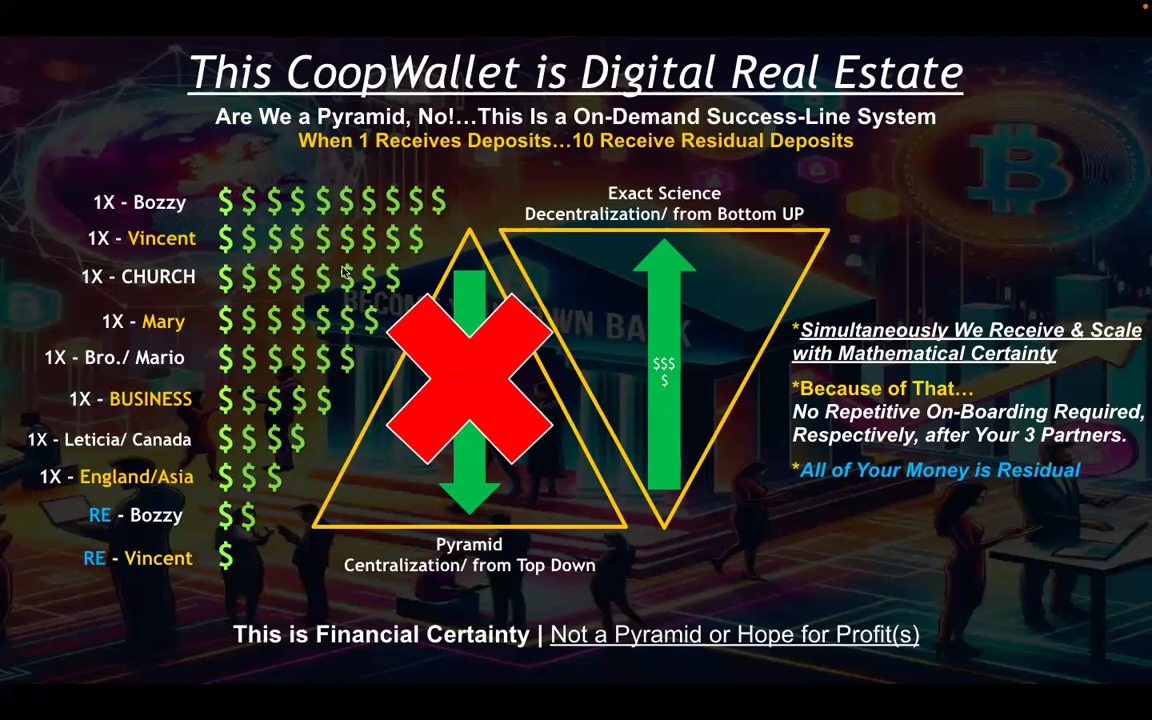 This CoopWallet is Digital Real Estate
Are We a Pyramid, No!...This Is a On-Demand Success-Line System
When 1 Receives Deposits...10 Receive Residual Deposits
1X - Bozzy $ $ $ $ $ $ $ $ $ $
1X - Vincent $ $ $ $ $ $ $ $ $
1X - CHURCH $ $ $ $ $ $ $ $
1X - Mary $ $ $ $ $ $ $
1X - Bro./ Mario $ $ $ $ $ $
1X - BUSINESS $ $ $ $ $
1X - Leticia/ Canada $ $ $ $
1X - England/Asia $ $ $
RE - Bozzy $ $
RE - Vincent $
Exact Science
Decentralization/ from Bottom UP
$$$
$
Pyramid
Centralization/ from Top Down
*Simultaneously We Receive & Scale
with Mathematical Certainty
*Because of That...
No Repetitive On-Boarding Required,
Respectively, after Your 3 Partners.
*All of Your Money is Residual
This is Financial Certainty | Not a Pyramid or Hope for Profit(s)